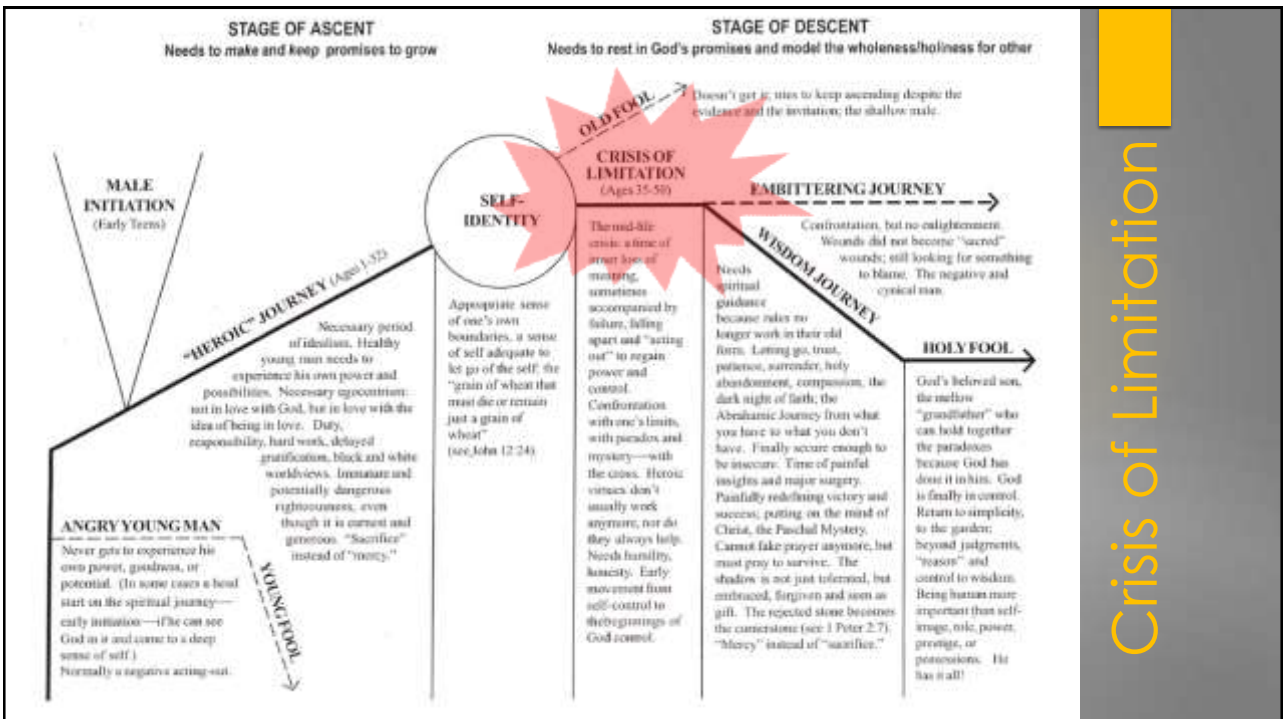 STAGE OF ASCENT
Needs to make and keep promises to grow
STAGE OF DESCENT
Needs to rest in God's promises and model the wholeness/holiness for other
MALE
INITIATION
(Early Teens)
"HEROIC" JOURNEY (Ages 1-32)
Necessary period
of idealism. Healthy
young man needs to
experience his own power and
possibilities. Necessary egocentrism:
not in love with God, but in love with the
idea of being in love. Duty,
responsibility, hard work, delayed
gratification, black and white
worldviews. Immature and
potentially dangerous
righteousness, even
though it is earnest and
generous. "Sacrifice"
instead of "mercy."
ANGRY YOUNG MAN
Never gets to experience his
own power, goodness, or
potential. (In some cases a head
start on the spiritual journey—
early initiation—if he can see
God in it and come to a deep
sense of self.)
Normally a negative acting-out.
YOUNG FOOL
SELF-
IDENTITY
Appropriate sense
of one's own
boundaries, a sense
of self adequate to
let go of the self; the
"grain of wheat that
must die or remain
just a grain of
wheat"
(see John 12:24)
OLD FOOL
Doesn't get it; tries to keep ascending despite the
evidence and the invitation; the shallow male.
CRISIS OF
LIMITATION
(Ages 35-50)
The mid-life
crisis: a time of
inner loss of
meaning,
sometimes
accompanied by
failure, falling
apart and "acting
out" to regain
power and
control.
Confrontation
with one's limits,
with paradox and
mystery—with
the cross. Heroic
virtues don't
usually work
anymore, nor do
they always help.
Needs humility,
honesty. Early
movement from
self-control to
the beginnings of
God control.
EMBITTERING JOURNEY
Confrontation, but no enlightenment.
Wounds did not become "sacred"
wounds; still looking for something
to blame. The negative and
cynical man.
WISDOM JOURNEY
Needs
spiritual
guidance
because rules no
longer work in their old
form. Letting go, trust,
patience, surrender, holy
abandonment, compassion, the
dark night of faith; the
Abrahamic Journey from what
you have to what you don't
have. Finally secure enough to
be insecure. Time of painful
insights and major surgery.
Painfully redefining victory and
success; putting on the mind of
Christ, the Paschal Mystery.
Cannot fake prayer anymore, but
must pray to survive. The
shadow is not just tolerated, but
embraced, forgiven and seen as
gift. The rejected stone becomes
the cornerstone (see 1 Peter 2:7).
"Mercy" instead of "sacrifice."
HOLY FOOL
God's beloved son,
the mellow
"grandfather" who
can hold together
the paradoxes
because God has
done it in him. God
is finally in control.
Return to simplicity,
to the garden;
beyond judgments,
"reason" and
control to wisdom.
Being human more
important than self-
image, role, power,
prestige, or
possessions. He
has it all!
Crisis of Limitation